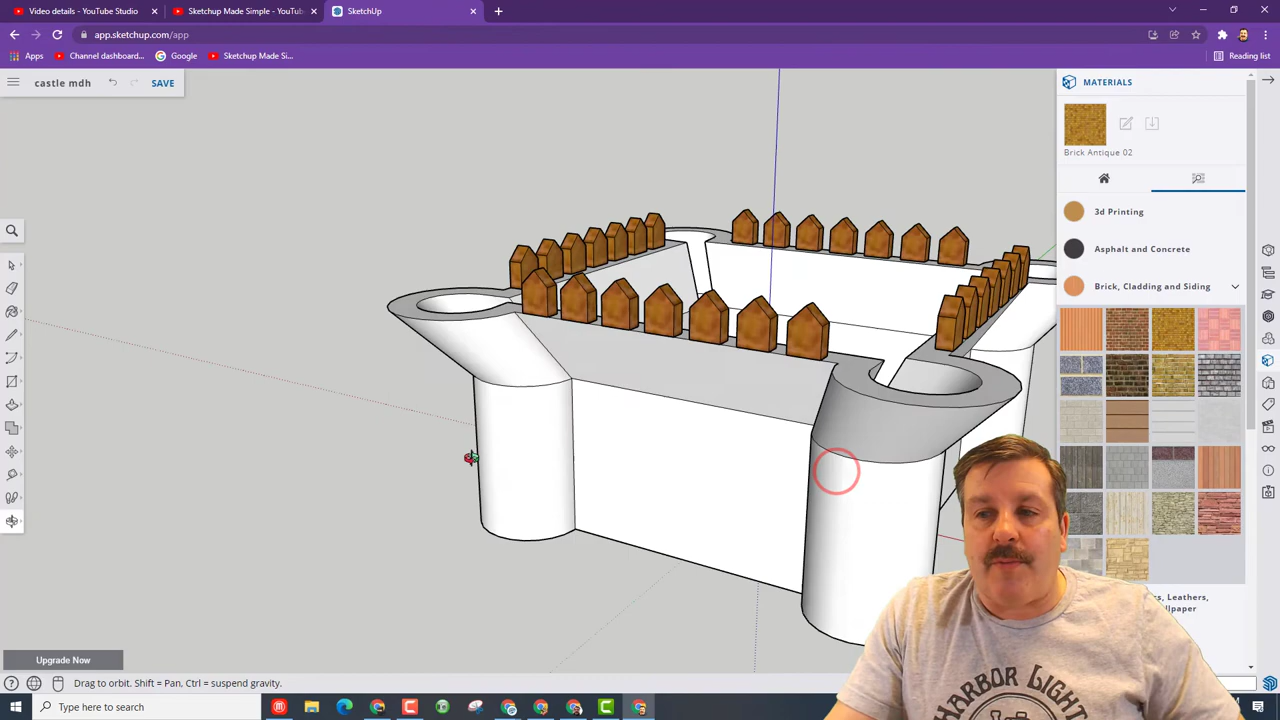 Video details - YouTube Studio
Sketchup Made Simple - YouTub
SketchUp
app.sketchup.com/app
Apps
Channel dashboard...
Google
Sketchup Made Si...
Reading list
castle mdh
SAVE
MATERIALS
Brick Antique 02
3d Printing
Asphalt and Concrete
Brick, Cladding and Siding
Leathers,
lpaper
Upgrade Now
Drag to orbit. Shift = Pan, Ctrl = suspend gravity.
Type here to search
HARBOR LIGHT